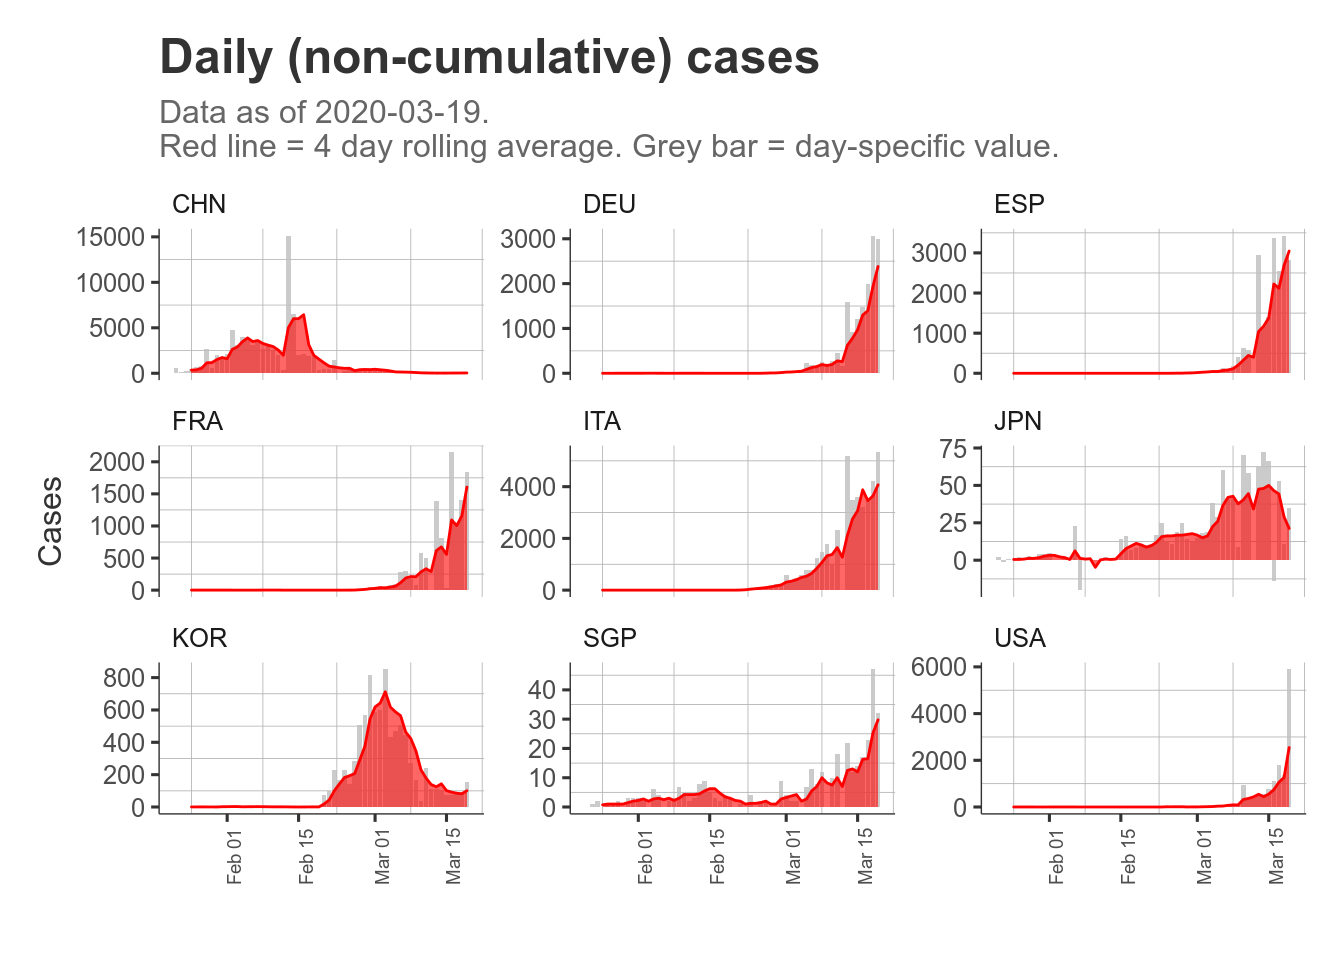 Daily (non-cumulative) cases
Data as of 2020-03-19.
Red line = 4 day rolling average. Grey bar = day-specific value.
CHN
DEU
ESP
15000
10000
5000
0
3000
2000
1000
0
3000
2000
1000
0
FRA
ITA
JPN
2000
1500
1000
500
0
4000
2000
0
75
50
25
0
Cases
KOR
SGP
USA
800
600
400
200
0
40
30
20
10
0
6000
4000
2000
0
Feb 01
Feb 15
Mar 01
Mar 15
Feb 01
Feb 15
Mar 01
Mar 15
Feb 01
Feb 15
Mar 01
Mar 15